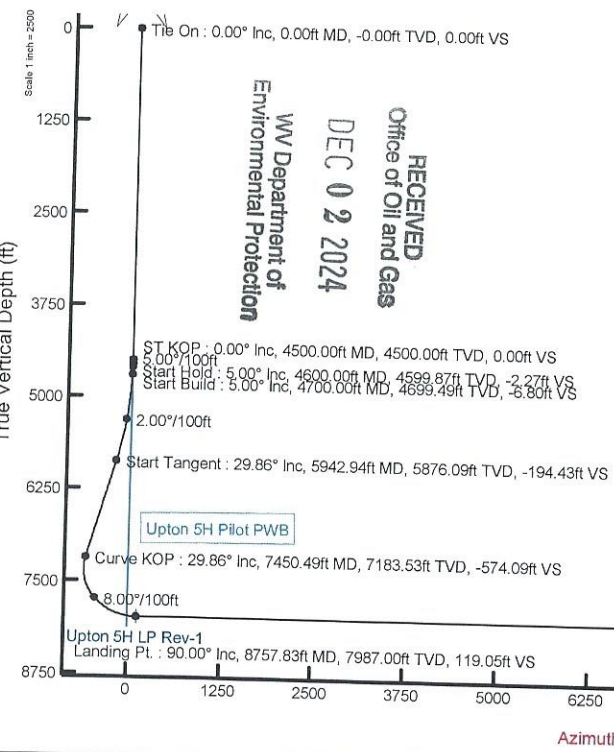 Scale 1 inch = 2500
0
Tie On : 0.00° Inc, 0.00ft MD, -0.00ft TVD, 0.00ft VS
1250
2500
3750
5000
6250
7500
8750
True Vertical Depth (ft)
RECEIVED
Office of Oil and Gas
DEC 02 2024
WV Department of
Environmental Protection
ST KOP : 0.00° Inc, 4500.00ft MD, 4500.00ft TVD, 0.00ft VS
5.00°/100ft
Start Hold : 5.00° Inc, 4600.00ft MD, 4599.87ft TVD, -2.27ft VS
Start Build : 5.00° Inc, 4700.00ft MD, 4699.49ft TVD, -6.80ft VS
2.00°/100ft
Start Tangent : 29.86° Inc, 5942.94ft MD, 5876.09ft TVD, -194.43ft VS
Upton 5H Pilot PWB
Curve KOP : 29.86° Inc, 7450.49ft MD, 7183.53ft TVD, -574.09ft VS
8.00°/100ft
Upton 5H LP Rev-1
Landing Pt. : 90.00° Inc, 8757.83ft MD, 7987.00ft TVD, 119.05ft VS
0
1250
2500
3750
5000
6250
Azimuth